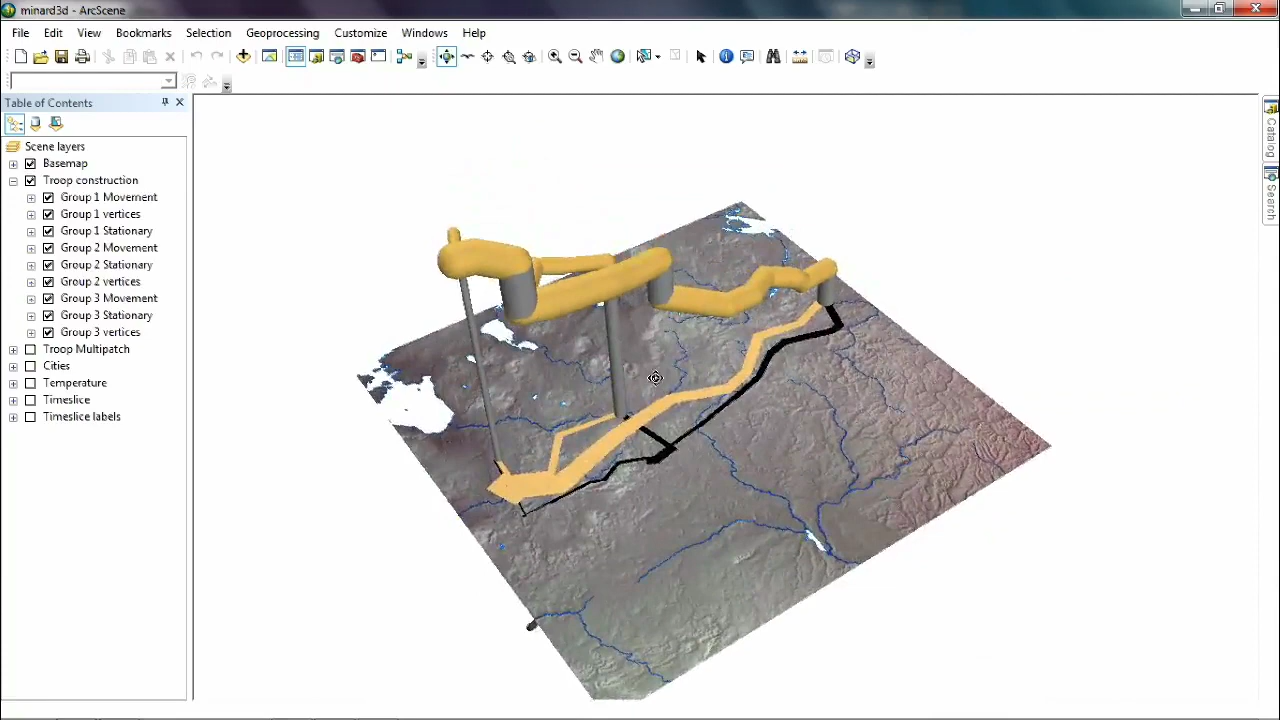 minard3d - ArcScene
File Edit View Bookmarks Selection Geoprocessing Customize Windows Help
Table of Contents
Scene layers
Basemap
Troop construction
Group 1 Movement
Group 1 vertices
Group 1 Stationary
Group 2 Movement
Group 2 Stationary
Group 2 vertices
Group 3 Movement
Group 3 Stationary
Group 3 vertices
Troop Multipatch
Cities
Temperature
Timeslice
Timeslice labels
Catalog
Search